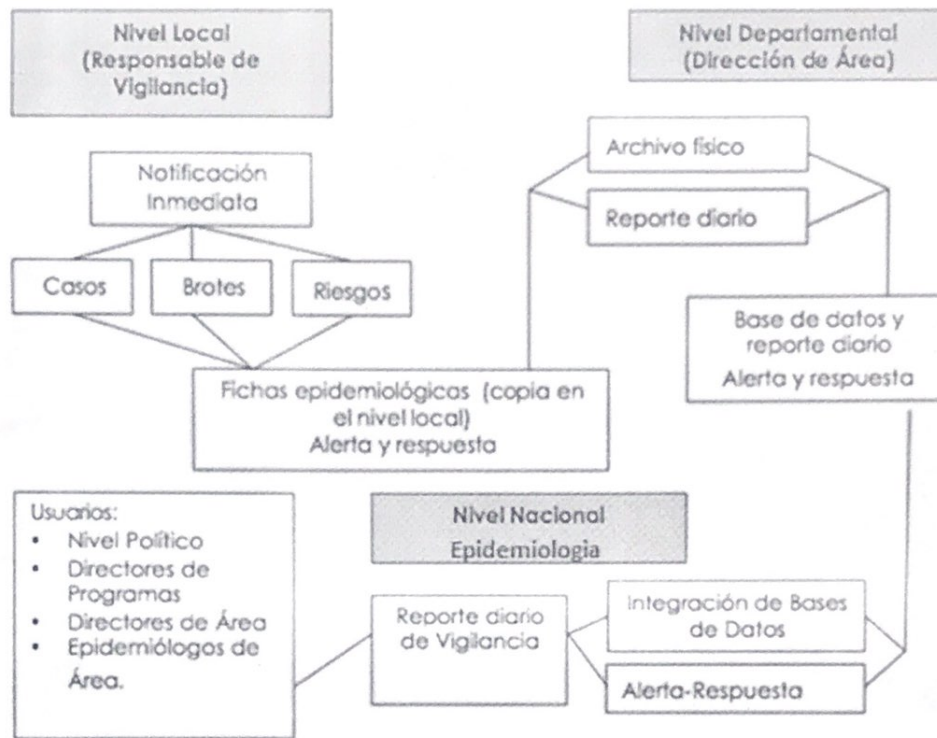 Nivel Local
(Responsable de
Vigilancia)
Nivel Departamental
(Dirección de Área)
Notificación
Inmediata
Archivo físico
Reporte diario
Casos
Brotes
Riesgos
Base de datos y
reporte diario
Alerta y respuesta
Fichas epidemiológicas (copia en
el nivel local)
Alerta y respuesta
Usuarios:
• Nivel Político
• Directores de
Programas
• Directores de Área
• Epidemiólogos de
Área.
Nivel Nacional
Epidemiologia
Reporte diario
de Vigilancia
Integración de Bases
de Datos
Alerta-Respuesta